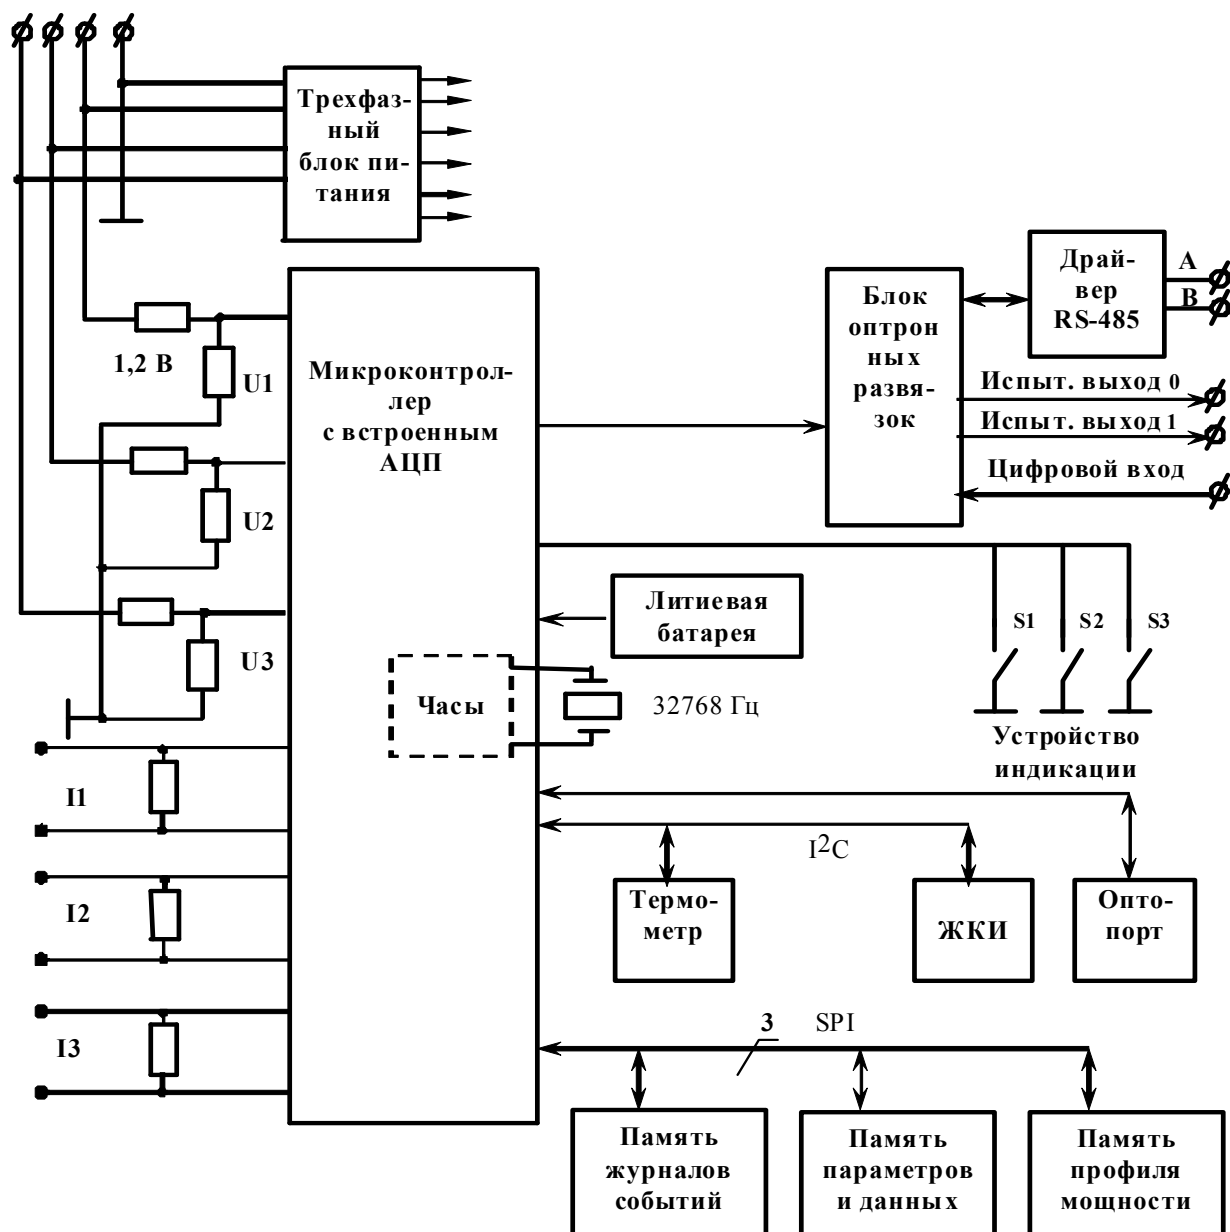 Трехфаз-
ный
блок пи-
тания
1,2 В
U1
U2
U3
Микроконтрол-
лер
с встроенным
АЦП
Блок
оптрон
ных
развя-
зок
Драй-
вер
RS-485
А
В
Испыт. выход 0
Испыт. выход 1
Цифровой вход
Литиевая
батарея
Часы
32768 Гц
S1
S2
S3
Устройство
индикации
I1
I2
I3
I2C
Термо-
метр
ЖКИ
Опто-
порт
3
SPI
Память
журналов
событий
Память
параметров
и данных
Память
профиля
мощности